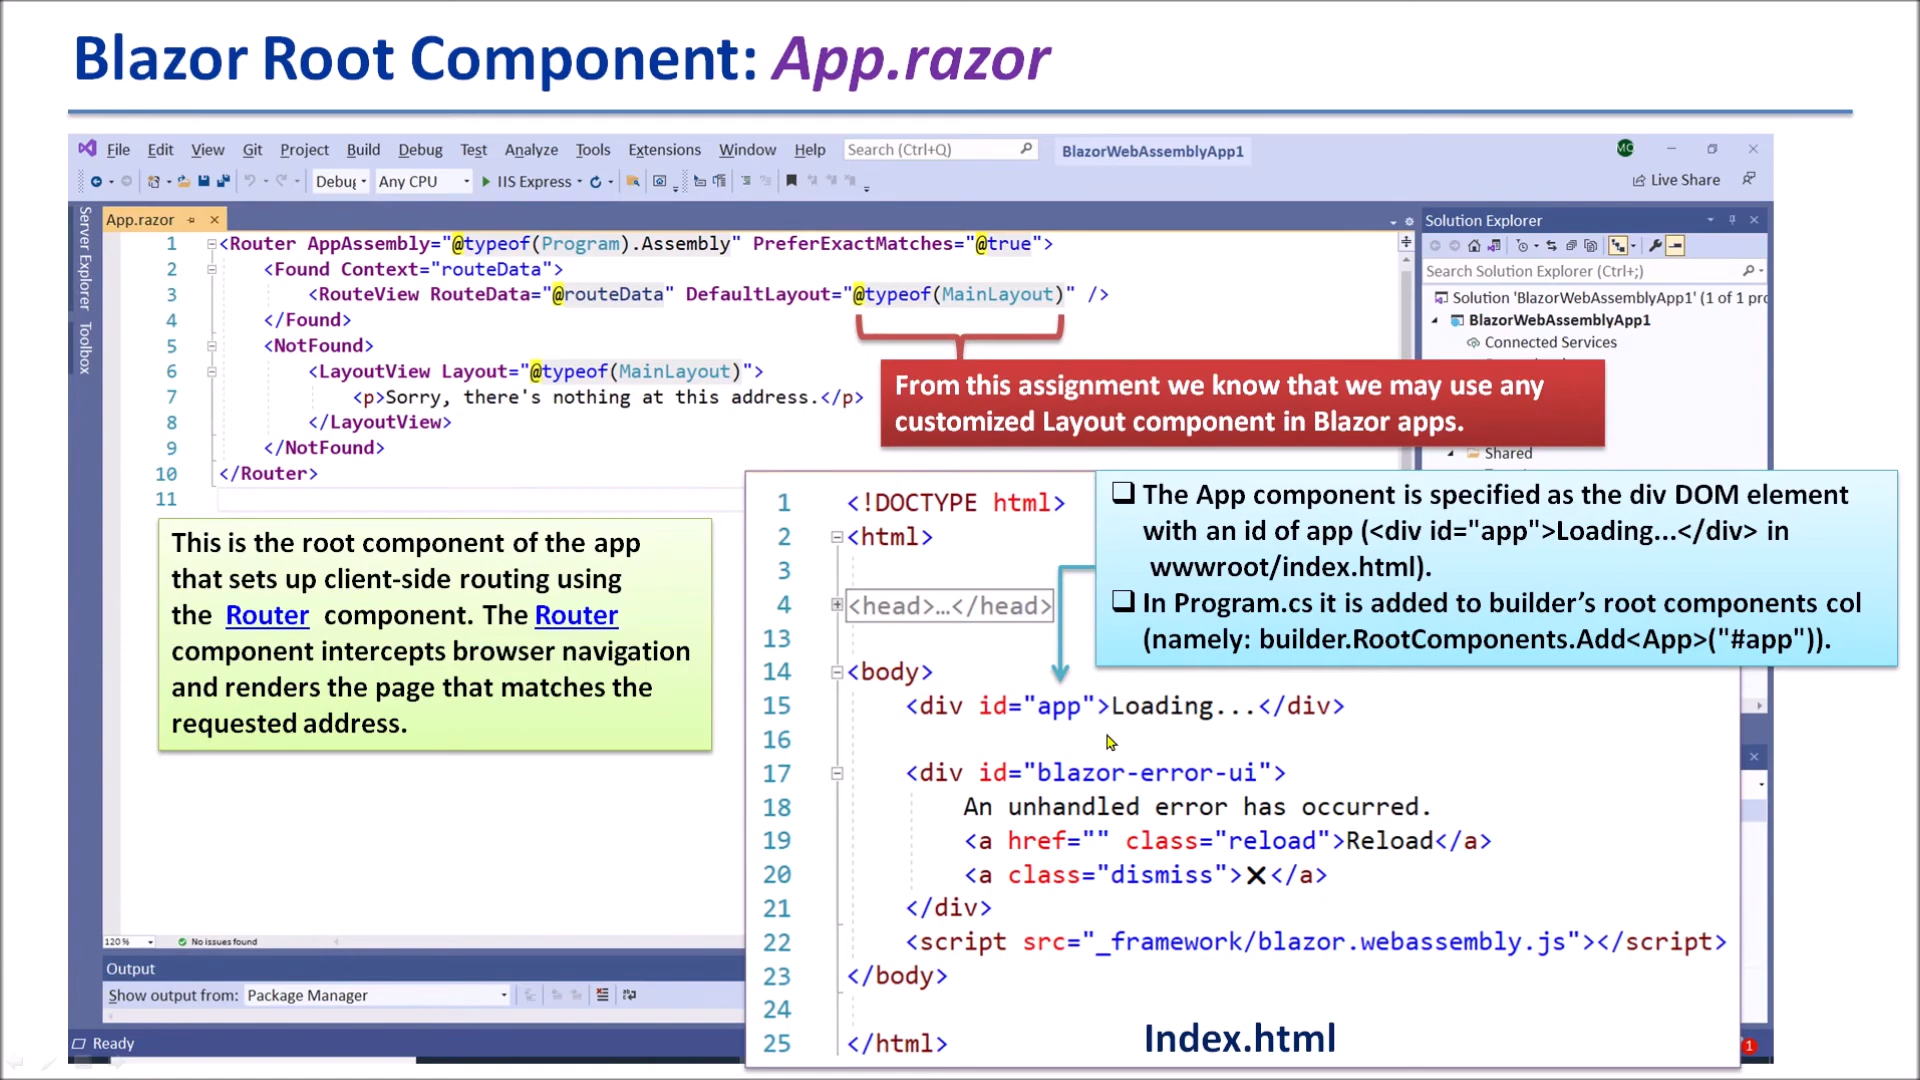 Blazor Root Component: App.razor
File Edit View Git Project Build Debug Test Analyze Tools Extensions Window Help Search (Ctrl+Q) BlazorWebAssemblyApp1 MC
Debug Any CPU IIS Express Live Share
Server Explorer
Toolbox
App.razor
1 <Router AppAssembly="@typeof(Program).Assembly" PreferExactMatches="@true">
2 <Found Context="routeData">
3 <RouteView RouteData="@routeData" DefaultLayout="@typeof(MainLayout)" />
4 </Found>
5 <NotFound>
6 <LayoutView Layout="@typeof(MainLayout)">
7 <p>Sorry, there's nothing at this address.</p>
8 </LayoutView>
9 </NotFound>
10 </Router>
11
Solution Explorer
Search Solution Explorer (Ctrl+;)
Solution 'BlazorWebAssemblyApp1' (1 of 1 pro
BlazorWebAssemblyApp1
Connected Services
Shared
From this assignment we know that we may use any
customized Layout component in Blazor apps.
This is the root component of the app
that sets up client-side routing using
the Router component. The Router
component intercepts browser navigation
and renders the page that matches the
requested address.
❑ The App component is specified as the div DOM element
with an id of app (<div id="app">Loading...</div> in
wwwroot/index.html).
❑ In Program.cs it is added to builder’s root components col
(namely: builder.RootComponents.Add<App>("#app")).
1 <!DOCTYPE html>
2 <html>
3
4 <head>...</head>
13
14 <body>
15 <div id="app">Loading...</div>
16
17 <div id="blazor-error-ui">
18 An unhandled error has occurred.
19 <a href="" class="reload">Reload</a>
20 <a class="dismiss">🗙</a>
21 </div>
22 <script src="_framework/blazor.webassembly.js"></script>
23 </body>
24
25 </html>
Index.html
120 % No issues found
Output
Show output from: Package Manager
Ready
1